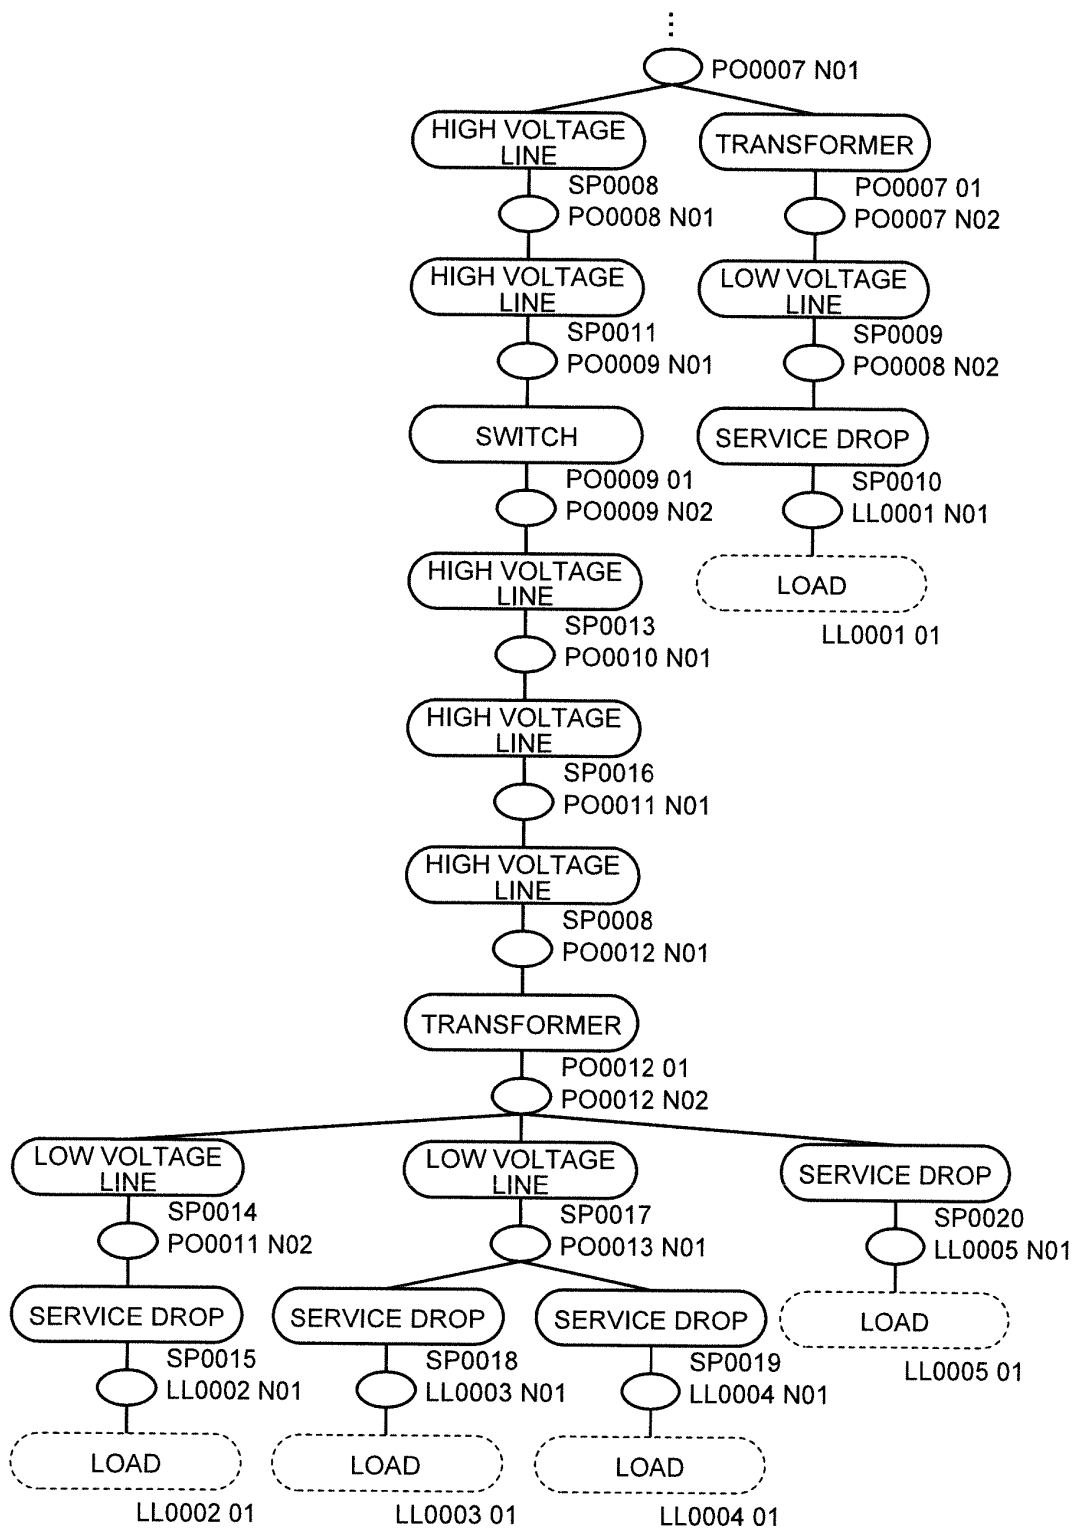 ⋮
PO0007 N01
HIGH VOLTAGE
LINE
TRANSFORMER
SP0008
PO0008 N01
PO0007 01
PO0007 N02
HIGH VOLTAGE
LINE
LOW VOLTAGE
LINE
SP0011
PO0009 N01
SP0009
PO0008 N02
SWITCH
SERVICE DROP
PO0009 01
PO0009 N02
SP0010
LL0001 N01
HIGH VOLTAGE
LINE
LOAD
LL0001 01
SP0013
PO0010 N01
HIGH VOLTAGE
LINE
SP0016
PO0011 N01
HIGH VOLTAGE
LINE
SP0008
PO0012 N01
TRANSFORMER
PO0012 01
PO0012 N02
LOW VOLTAGE
LINE
LOW VOLTAGE
LINE
SERVICE DROP
SP0014
PO0011 N02
SP0017
PO0013 N01
SP0020
LL0005 N01
SERVICE DROP
SERVICE DROP
SERVICE DROP
LOAD
LL0005 01
SP0015
LL0002 N01
SP0018
LL0003 N01
SP0019
LL0004 N01
LOAD
LOAD
LOAD
LL0002 01
LL0003 01
LL0004 01